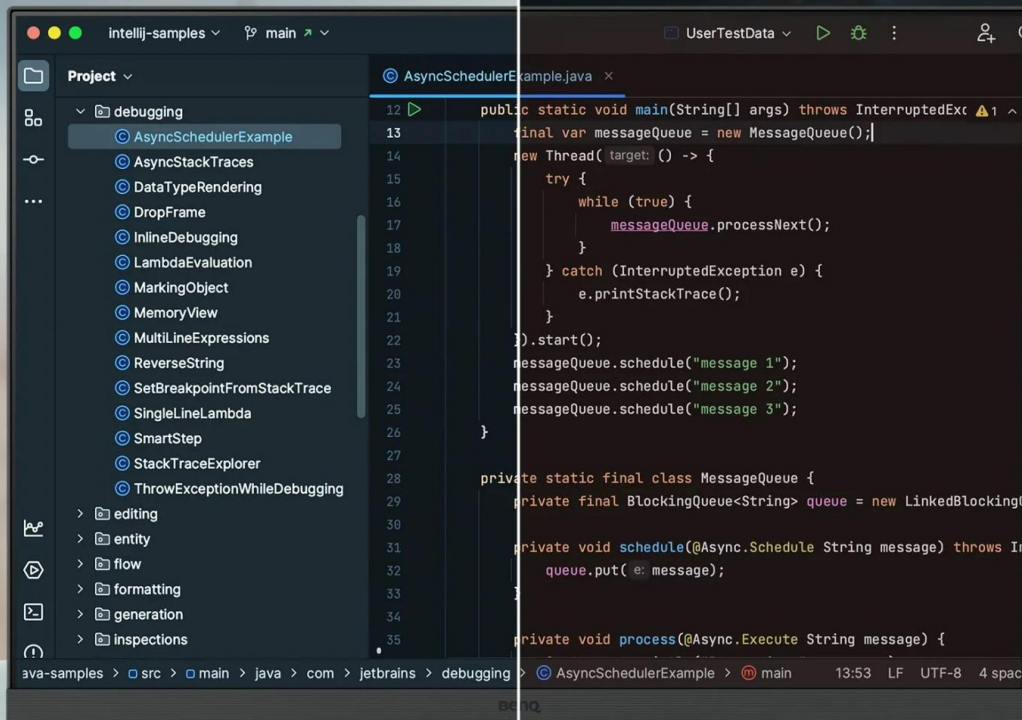 intellij-samples
main
UserTestData
Project
AsyncSchedulerExample.java
debugging
AsyncSchedulerExample
AsyncStackTraces
DataTypeRendering
DropFrame
InlineDebugging
LambdaEvaluation
MarkingObject
MemoryView
MultiLineExpressions
ReverseString
SetBreakpointFromStackTrace
SingleLineLambda
SmartStep
StackTraceExplorer
ThrowExceptionWhileDebugging
editing
entity
flow
formatting
generation
inspections
12 public static void main(String[] args) throws InterruptedExc 1
13 final var messageQueue = new MessageQueue();
14 new Thread( target: () -> {
15 try {
16 while (true) {
17 messageQueue.processNext();
18 }
19 } catch (InterruptedException e) {
20 e.printStackTrace();
21 }
22 }).start();
23 messageQueue.schedule("message 1");
24 messageQueue.schedule("message 2");
25 messageQueue.schedule("message 3");
26 }
27
28 private static final class MessageQueue {
29 private final BlockingQueue<String> queue = new LinkedBlocking
30
31 private void schedule(@Async.Schedule String message) throws In
32 queue.put( e: message);
33 }
34
35 private void process(@Async.Execute String message) {
ava-samples > src > main > java > com > jetbrains > debugging > AsyncSchedulerExample > main 13:53 LF UTF-8 4 spac
BenQ